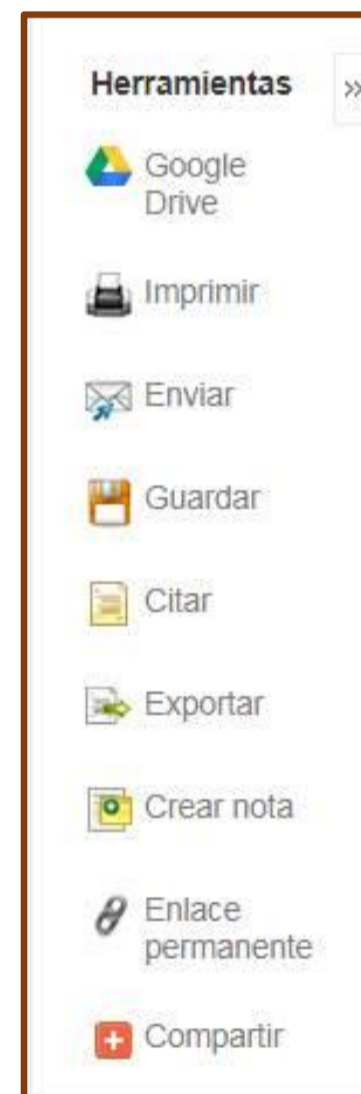 Herramientas »
Google
Drive
Imprimir
Enviar
Guardar
Citar
Exportar
Crear nota
Enlace
permanente
Compartir